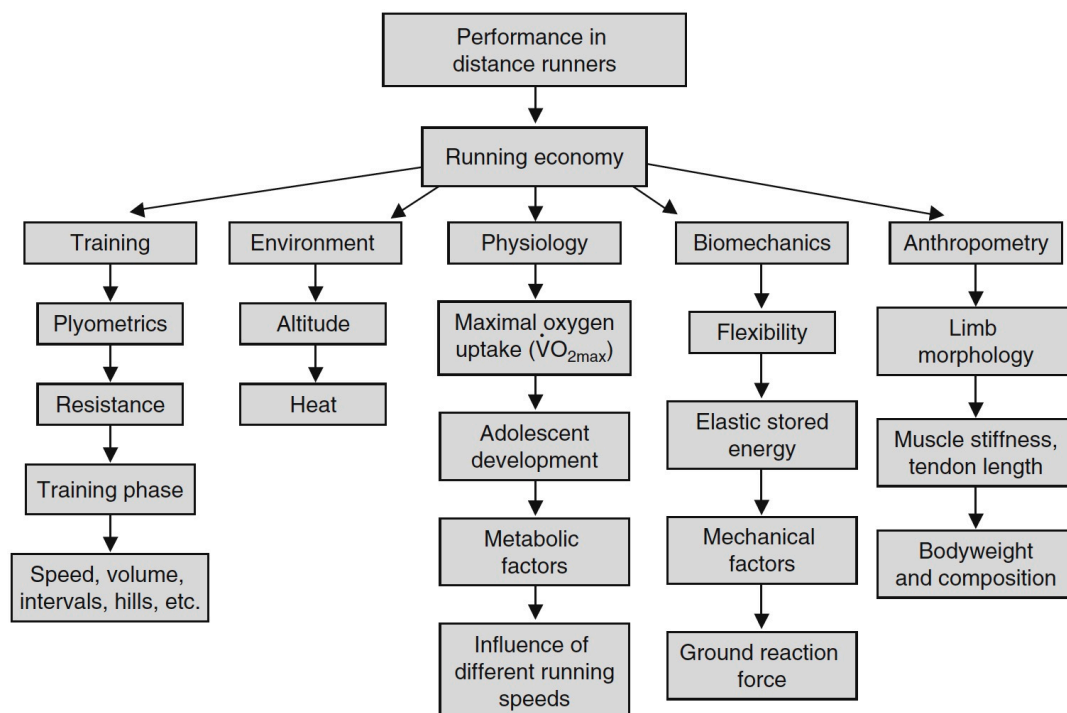 Performance in
distance runners
Running economy
Training
Environment
Physiology
Biomechanics
Anthropometry
Plyometrics
Altitude
Maximal oxygen
uptake (V̇O2max)
Flexibility
Limb
morphology
Resistance
Heat
Adolescent
development
Elastic stored
energy
Muscle stiffness,
tendon length
Training phase
Metabolic
factors
Mechanical
factors
Bodyweight
and composition
Speed, volume,
intervals, hills, etc.
Influence of
different running
speeds
Ground reaction
force